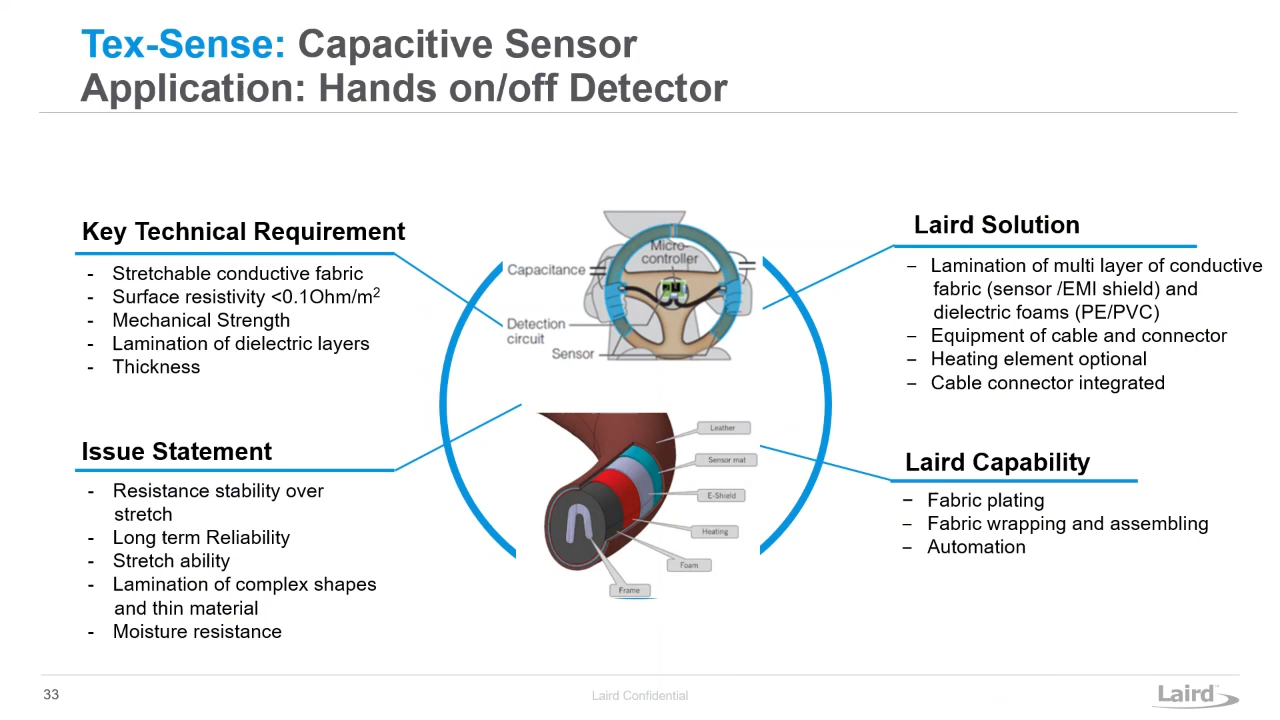 Tex-Sense: Capacitive Sensor
Application: Hands on/off Detector
Key Technical Requirement
- Stretchable conductive fabric
- Surface resistivity <0.1Ohm/m2
- Mechanical Strength
- Lamination of dielectric layers
- Thickness
Issue Statement
- Resistance stability over
stretch
- Long term Reliability
- Stretch ability
- Lamination of complex shapes
and thin material
- Moisture resistance
Micro-
controller
Capacitance
Detection
circuit
Sensor
Leather
Sensor mat
E-Shield
Heating
Foam
Frame
Laird Solution
– Lamination of multi layer of conductive
fabric (sensor /EMI shield) and
dielectric foams (PE/PVC)
– Equipment of cable and connector
– Heating element optional
– Cable connector integrated
Laird Capability
– Fabric plating
– Fabric wrapping and assembling
– Automation
33
Laird Confidential
Laird™